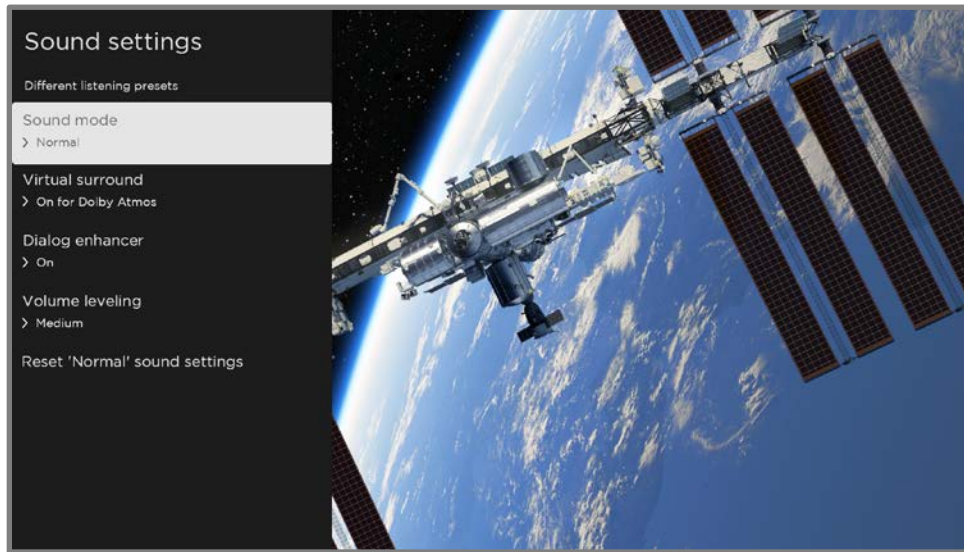 Sound settings
Different listening presets
Sound mode
Normal
Virtual surround
On for Dolby Atmos
Dialog enhancer
On
Volume leveling
Medium
Reset 'Normal' sound settings